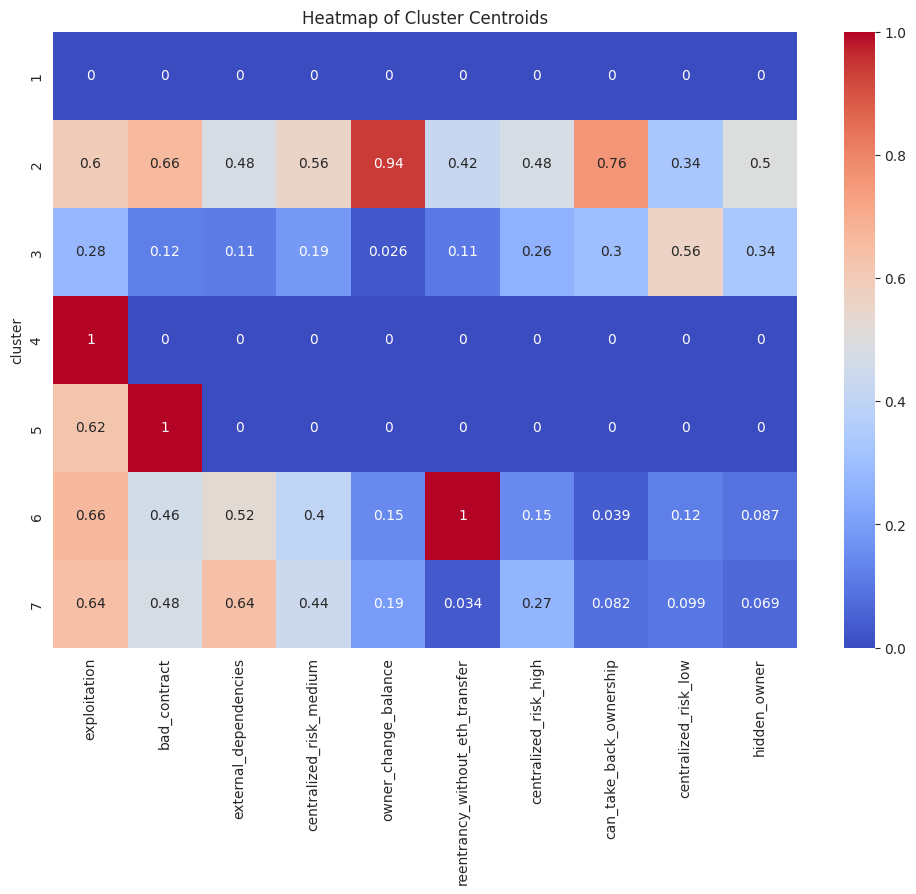 Heatmap of Cluster Centroids
1 0 0 0 0 0 0 0 0 0 0
2 0.6 0.66 0.48 0.56 0.94 0.42 0.48 0.76 0.34 0.5
3 0.28 0.12 0.11 0.19 0.026 0.11 0.26 0.3 0.56 0.34
4 1 0 0 0 0 0 0 0 0 0
5 0.62 1 0 0 0 0 0 0 0 0
6 0.66 0.46 0.52 0.4 0.15 1 0.15 0.039 0.12 0.087
7 0.64 0.48 0.64 0.44 0.19 0.034 0.27 0.082 0.099 0.069
cluster
exploitation
bad_contract
external_dependencies
centralized_risk_medium
owner_change_balance
reentrancy_without_eth_transfer
centralized_risk_high
can_take_back_ownership
centralized_risk_low
hidden_owner
1.0
0.8
0.6
0.4
0.2
0.0